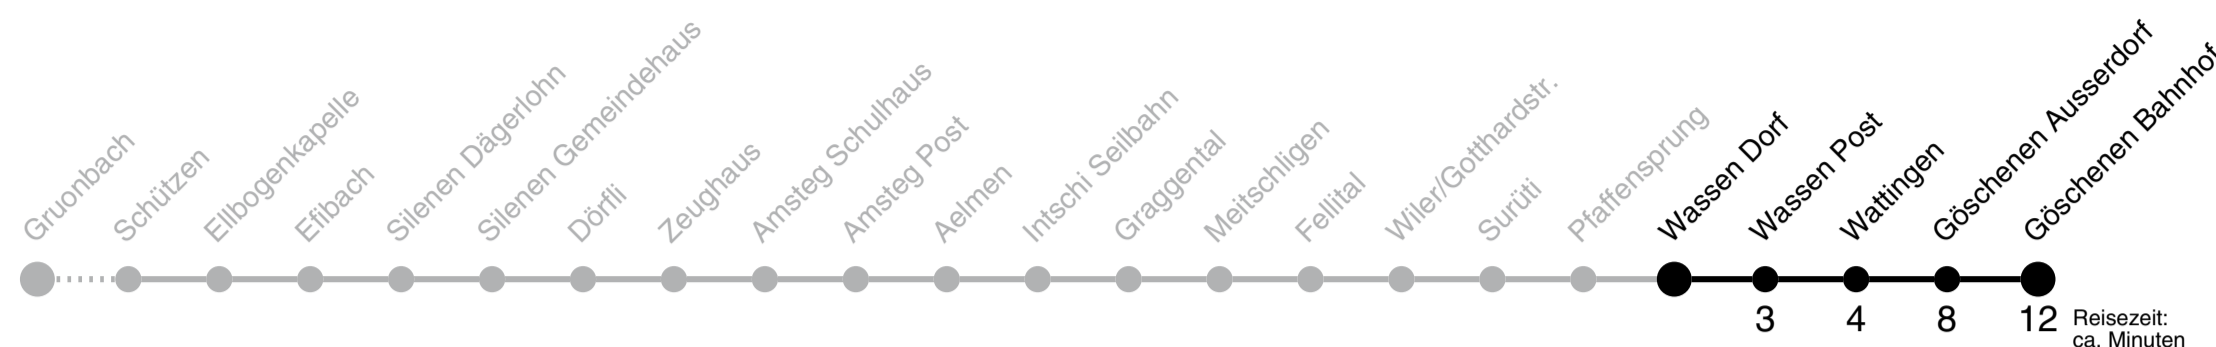 Gruonbach
Schützen
Ellbogenkapelle
Efibach
Silenen Dägerlohn
Silenen Gemeindehaus
Dörfli
Zeughaus
Amsteg Schulhaus
Amsteg Post
Aelmen
Intschi Seilbahn
Graggental
Meitschligen
Fellital
Wiler/Gotthardstr.
Surüti
Pfaffensprung
Wassen Dorf
Wassen Post
Wattingen
Göschenen Ausserdorf
Göschenen Bahnhof
3 4 8 12
Reisezeit:
ca. Minuten